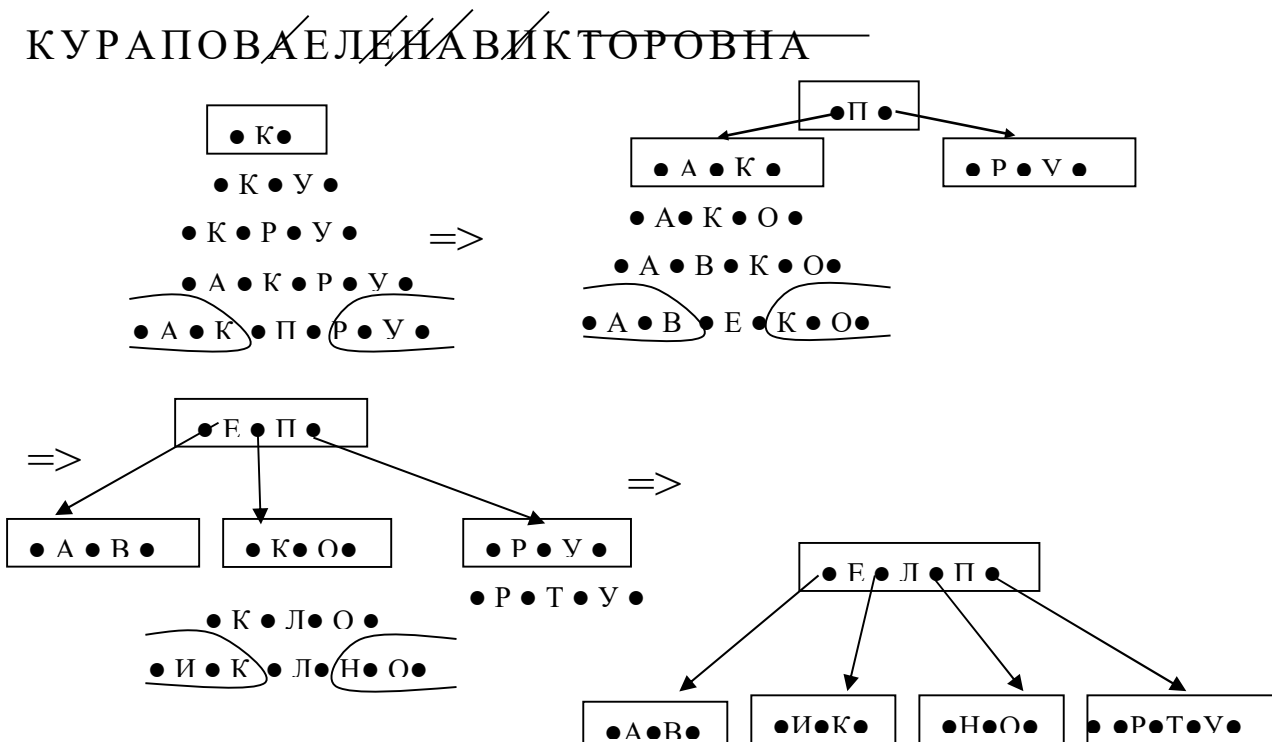 КУРАПОВАЕЛЕНАВИКТОРОВНА
● К●
● К ● У ●
● К ● Р ● У ●
● А ● К ● Р ● У ●
● А ● К ● П ● Р ● У ●
=>
●П ●
● А ● К ●
● Р ● У ●
● А● К ● О ●
● А ● В ● К ● О●
● А ● В ● Е ● К ● О●
=>
● Е ● П ●
● А ● В ●
● К● О●
● Р ● У ●
● Р ● Т ● У ●
● К ● Л● О ●
● И ● К ● Л● Н● О●
=>
● Е ● Л ● П ●
●А●В●
●И●К●
●Н●О●
● ●Р●Т●У●